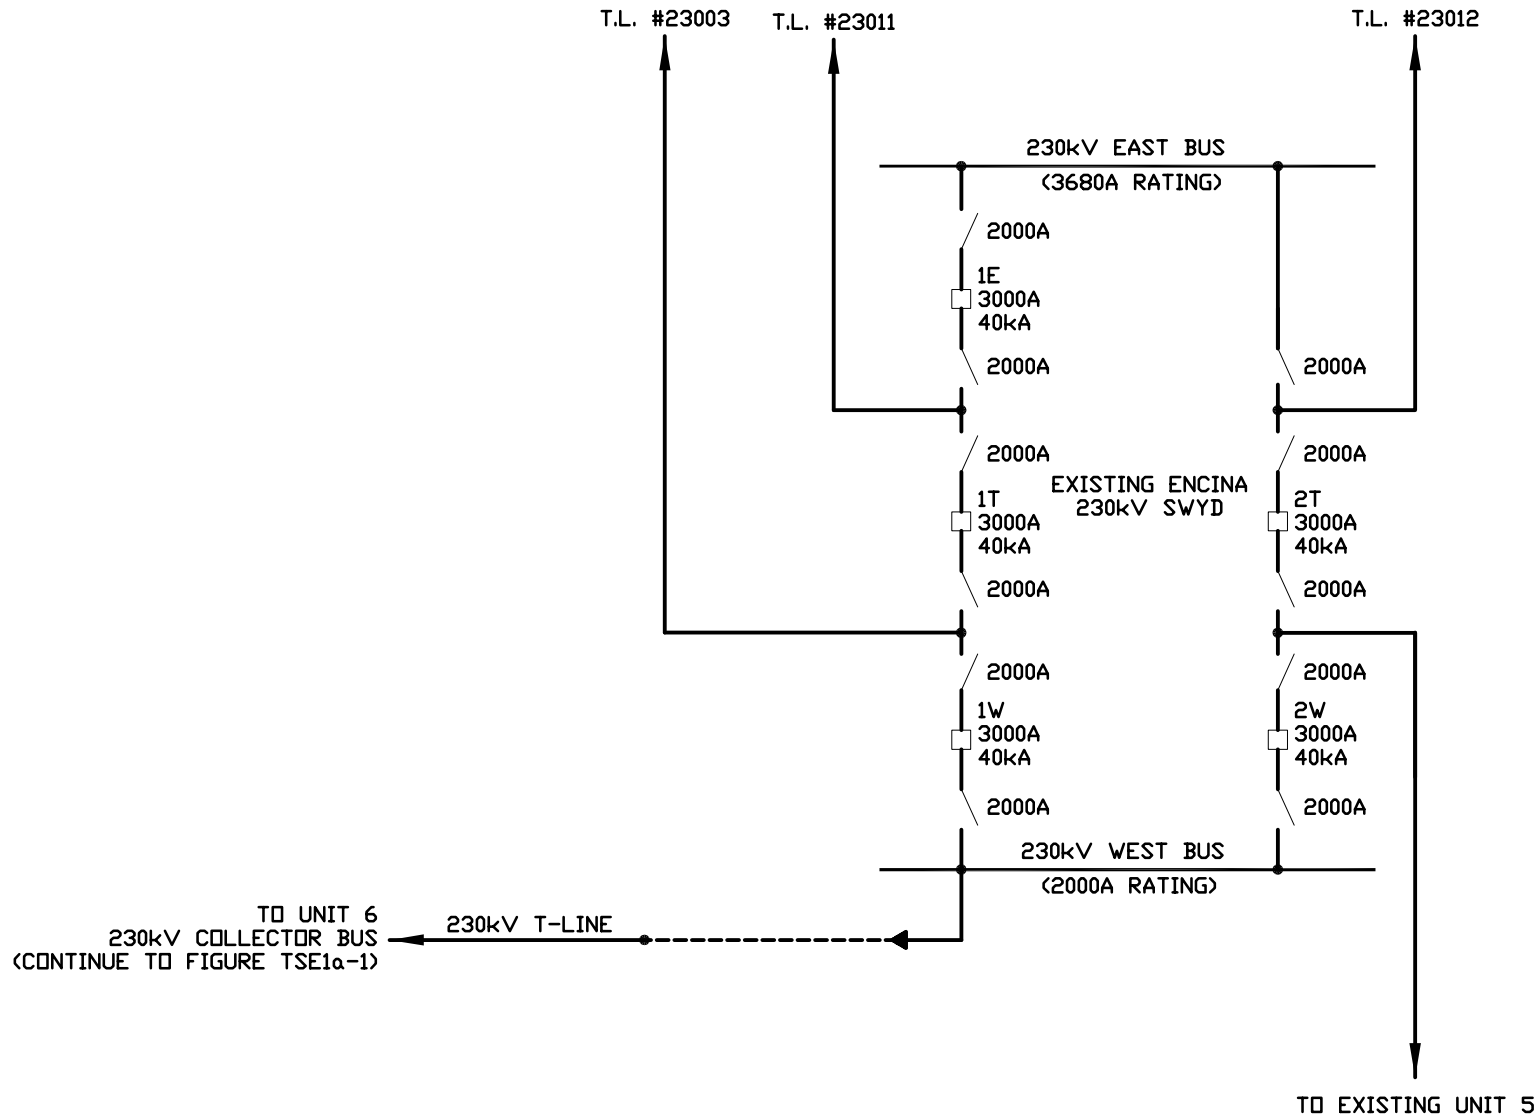 T.L. #23003
T.L. #23011
T.L. #23012
230kV EAST BUS
(3680A RATING)
2000A
1E
3000A
40kA
2000A
2000A
2000A
2000A
EXISTING ENCINA
230kV SWYD
1T
3000A
40kA
2T
3000A
40kA
2000A
2000A
2000A
2000A
1W
3000A
40kA
2W
3000A
40kA
2000A
2000A
230kV WEST BUS
(2000A RATING)
TO UNIT 6
230kV COLLECTOR BUS
(CONTINUE TO FIGURE TSE1a-1)
230kV T-LINE
TO EXISTING UNIT 5